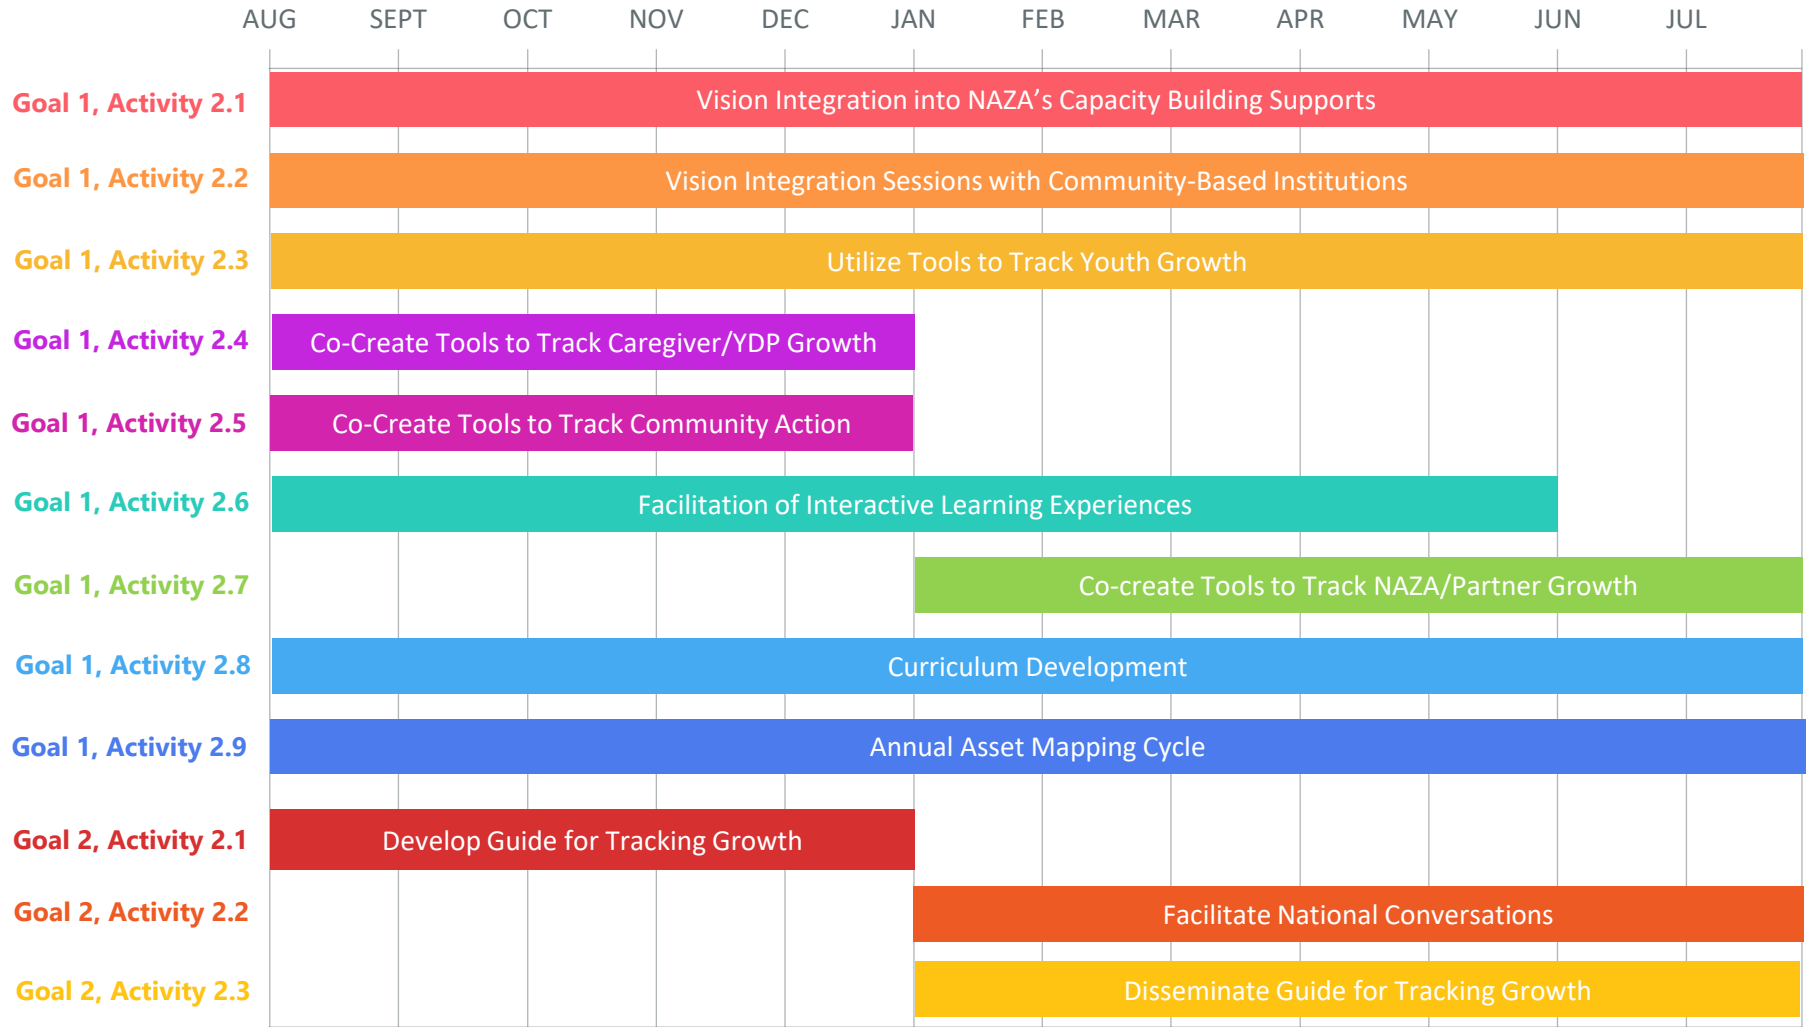 AUG SEPT OCT NOV DEC JAN FEB MAR APR MAY JUN JUL
Goal 1, Activity 2.1 Vision Integration into NAZA’s Capacity Building Supports
Goal 1, Activity 2.2 Vision Integration Sessions with Community-Based Institutions
Goal 1, Activity 2.3 Utilize Tools to Track Youth Growth
Goal 1, Activity 2.4 Co-Create Tools to Track Caregiver/YDP Growth
Goal 1, Activity 2.5 Co-Create Tools to Track Community Action
Goal 1, Activity 2.6 Facilitation of Interactive Learning Experiences
Goal 1, Activity 2.7 Co-create Tools to Track NAZA/Partner Growth
Goal 1, Activity 2.8 Curriculum Development
Goal 1, Activity 2.9 Annual Asset Mapping Cycle
Goal 2, Activity 2.1 Develop Guide for Tracking Growth
Goal 2, Activity 2.2 Facilitate National Conversations
Goal 2, Activity 2.3 Disseminate Guide for Tracking Growth